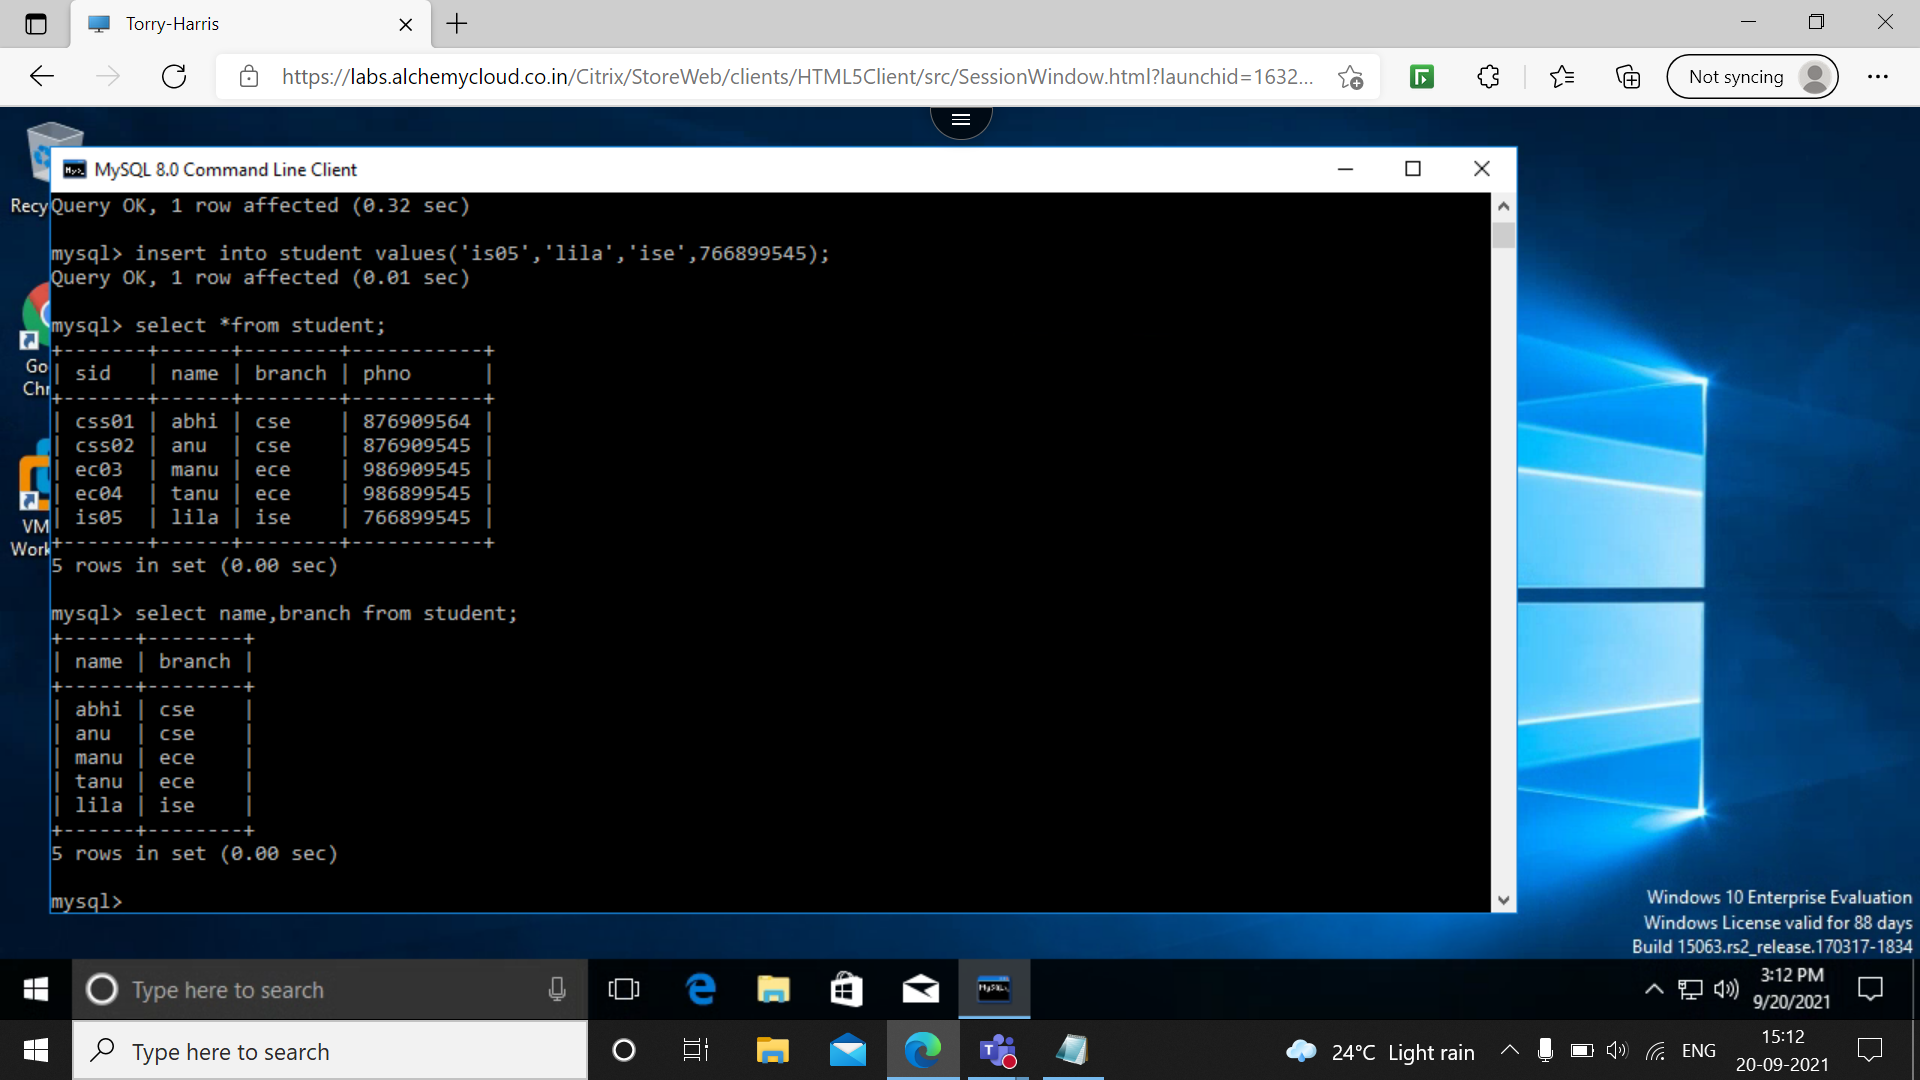 Torry-Harris
https://labs.alchemycloud.co.in/Citrix/StoreWeb/clients/HTML5Client/src/SessionWindow.html?launchid=1632...
Not syncing
MySQL 8.0 Command Line Client
Query OK, 1 row affected (0.32 sec)
mysql> insert into student values('is05','lila','ise',766899545);
Query OK, 1 row affected (0.01 sec)
mysql> select *from student;
+-------+------+--------+-----------+
| sid   | name | branch | phno      |
+-------+------+--------+-----------+
| css01 | abhi | cse    | 876909564 |
| css02 | anu  | cse    | 876909545 |
| ec03  | manu | ece    | 986909545 |
| ec04  | tanu | ece    | 986899545 |
| is05  | lila | ise    | 766899545 |
+-------+------+--------+-----------+
5 rows in set (0.00 sec)
mysql> select name,branch from student;
+------+--------+
| name | branch |
+------+--------+
| abhi | cse    |
| anu  | cse    |
| manu | ece    |
| tanu | ece    |
| lila | ise    |
+------+--------+
5 rows in set (0.00 sec)
mysql>
Recy
Go
Chr
VM
Work
Windows 10 Enterprise Evaluation
Windows License valid for 88 days
Build 15063.rs2_release.170317-1834
Type here to search
3:12 PM
9/20/2021
Type here to search
24°C Light rain
ENG
15:12
20-09-2021